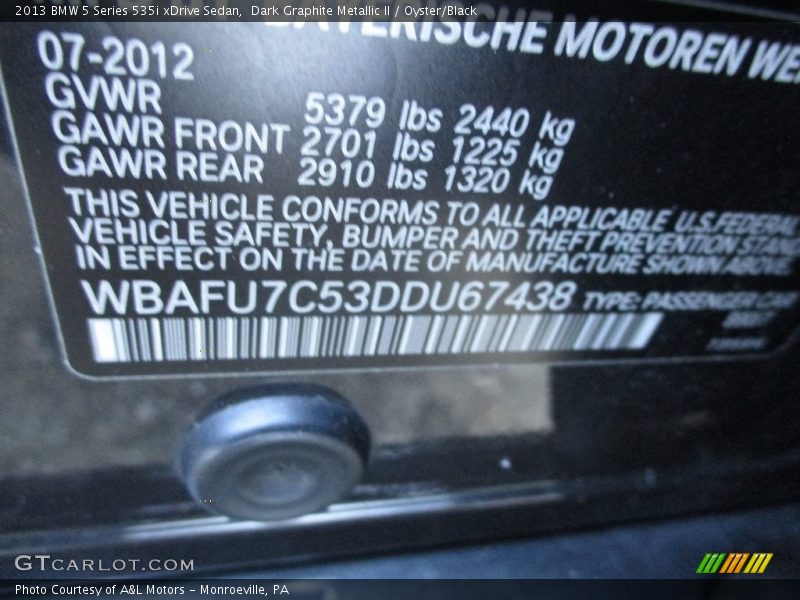 2013 BMW 5 Series 535i xDrive Sedan, Dark Graphite Metallic II / Oyster/Black
BAYERISCHE MOTOREN WE
07-2012
GVWR 5379 lbs 2440 kg
GAWR FRONT 2701 lbs 1225 kg
GAWR REAR 2910 lbs 1320 kg
THIS VEHICLE CONFORMS TO ALL APPLICABLE U.S.FEDERAL
VEHICLE SAFETY, BUMPER AND THEFT PREVENTION STAN
IN EFFECT ON THE DATE OF MANUFACTURE SHOWN ABOVE.
WBAFU7C53DDU67438 TYPE: PASSENGER CAR
GTCARLOT.COM
Photo Courtesy of A&L Motors - Monroeville, PA